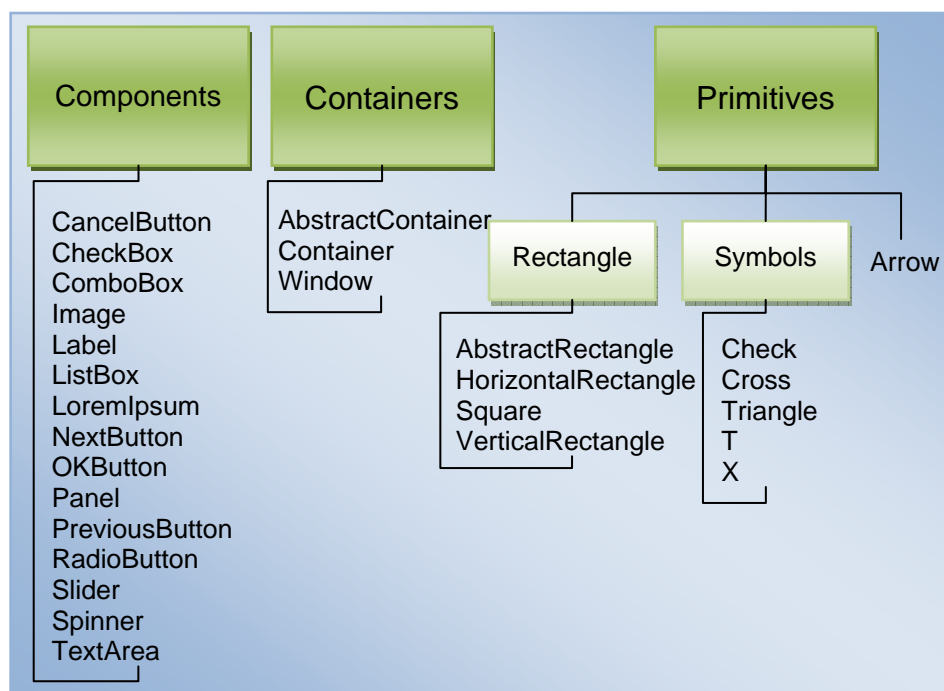 Components
CancelButton
CheckBox
ComboBox
Image
Label
ListBox
LoremIpsum
NextButton
OKButton
Panel
PreviousButton
RadioButton
Slider
Spinner
TextArea
Containers
AbstractContainer
Container
Window
Primitives
Rectangle
AbstractRectangle
HorizontalRectangle
Square
VerticalRectangle
Symbols
Check
Cross
Triangle
T
X
Arrow